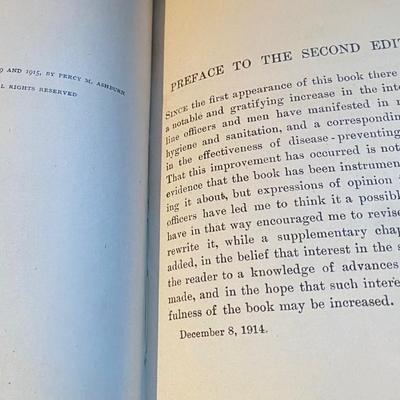 9 AND 1915, BY PERCY M. ASHBURN
L RIGHTS RESERVED
PREFACE TO THE SECOND EDIT
SINCE the first appearance of this book there
a notable and gratifying increase in the inte
line officers and men have manifested in m
hygiene and sanitation, and a correspondin
in the effectiveness of disease-preventing
That this improvement has occurred is not
evidence that the book has been instrumen
ing it about, but expressions of opinion
officers have led me to think it a possibl
have in that way encouraged me to revise
rewrite it, while a supplementary chap
added, in the belief that interest in the s
the reader to a knowledge of advances
made, and in the hope that such intere
fulness of the book may be increased.
December 8, 1914.